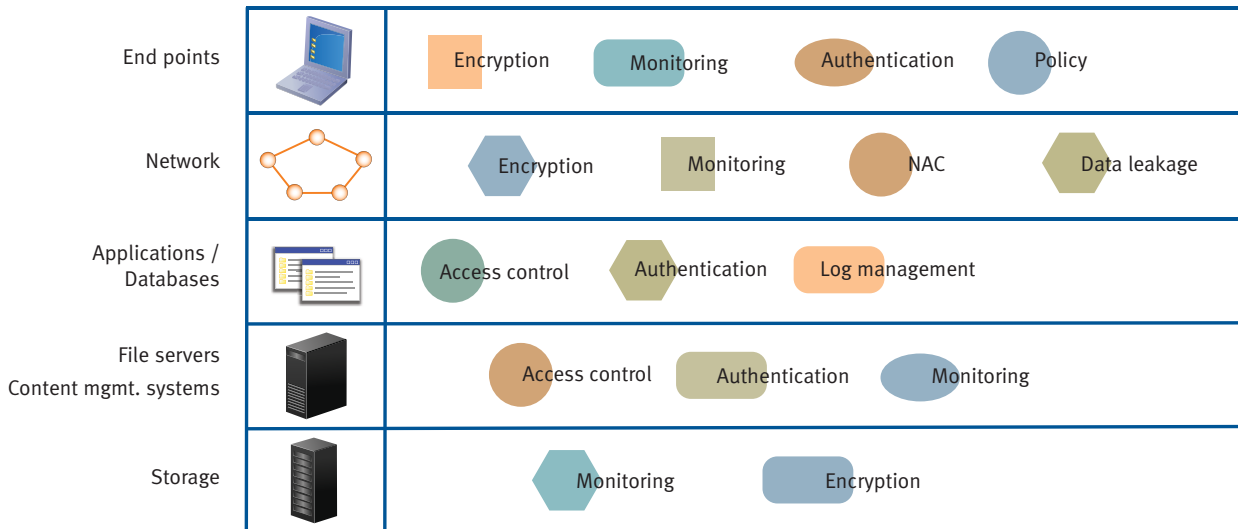 End points
Encryption
Monitoring
Authentication
Policy
Network
Encryption
Monitoring
NAC
Data leakage
Applications /
Databases
Access control
Authentication
Log management
File servers
Content mgmt. systems
Access control
Authentication
Monitoring
Storage
Monitoring
Encryption